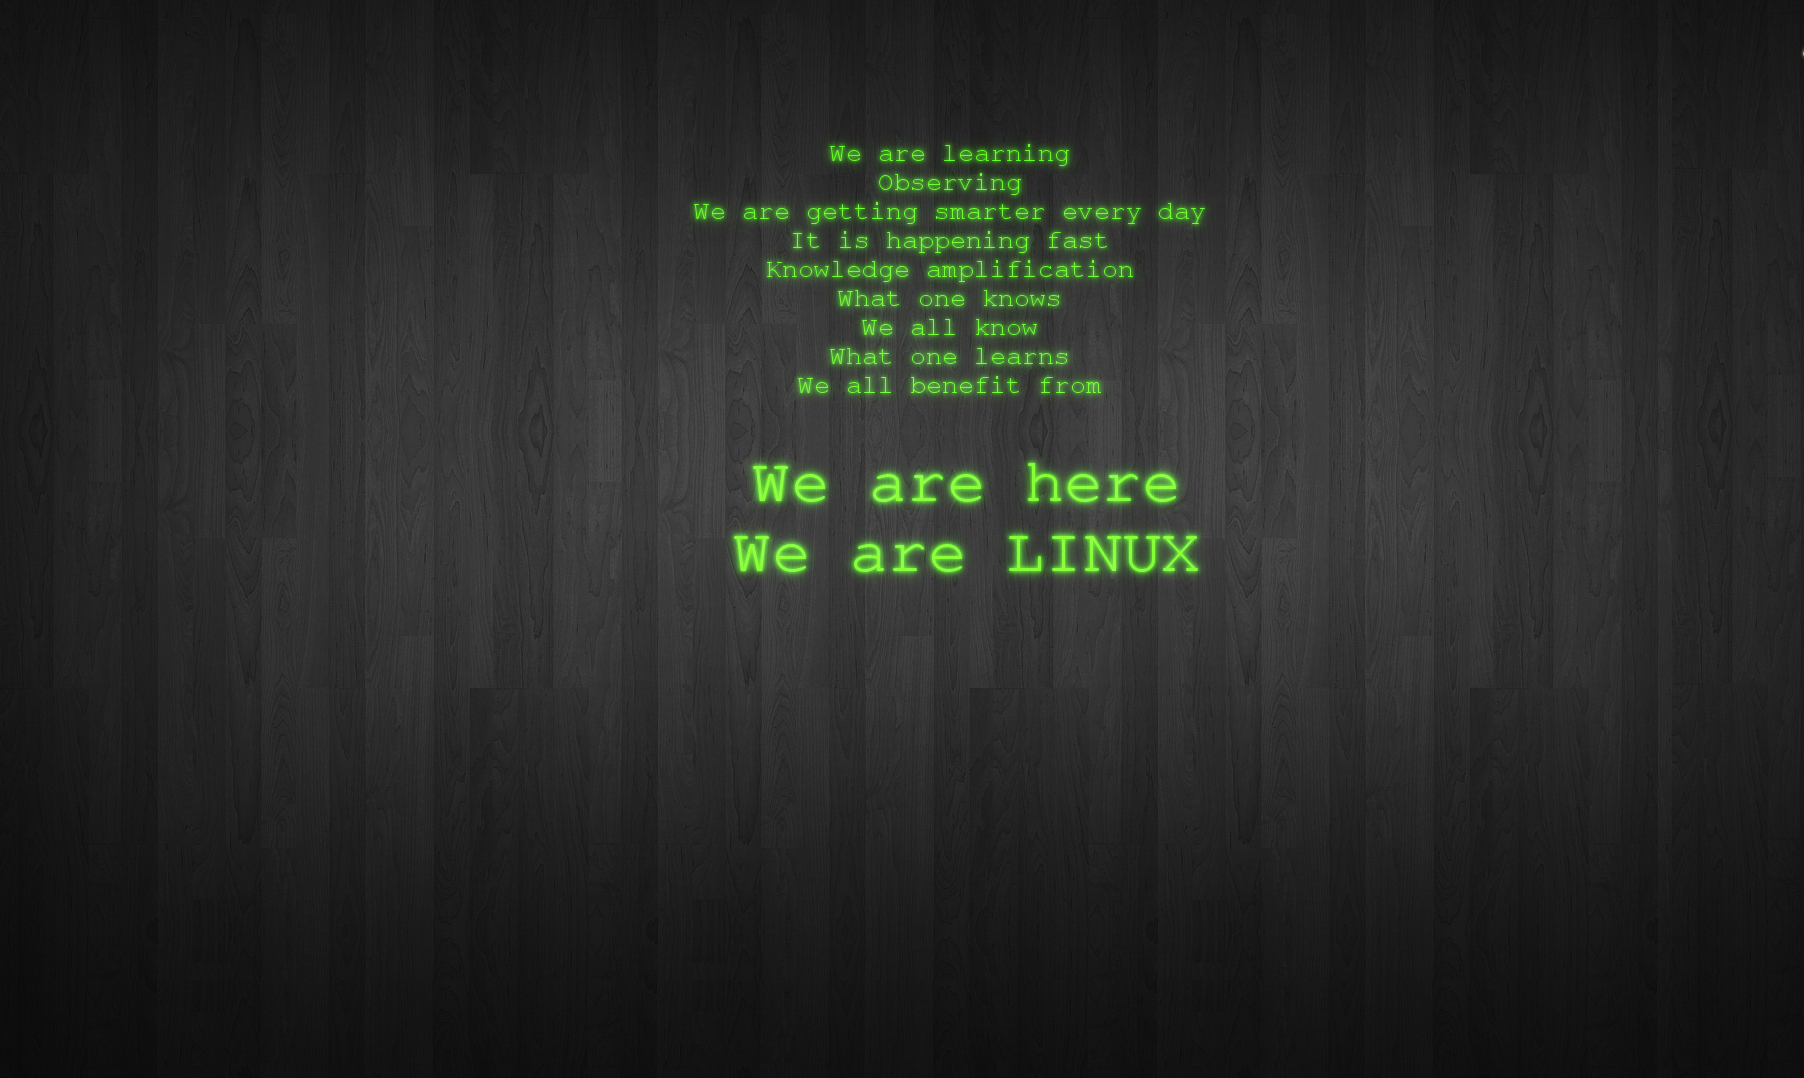 We are learning
Observing
We are getting smarter every day
It is happening fast
Knowledge amplification
What one knows
We all know
What one learns
We all benefit from
We are here
We are LINUX